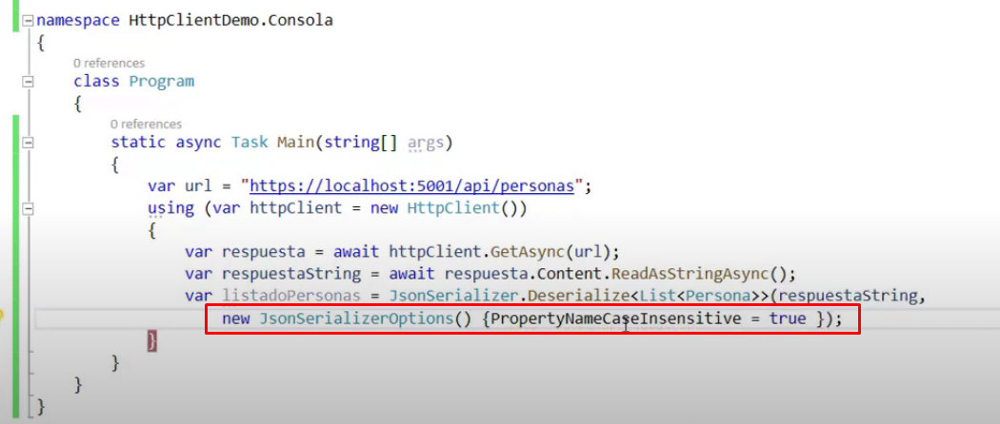 namespace HttpClientDemo.Consola
{
0 references
class Program
{
0 references
static async Task Main(string[] args)
{
var url = "https://localhost:5001/api/personas";
using (var httpClient = new HttpClient())
{
var respuesta = await httpClient.GetAsync(url);
var respuestaString = await respuesta.Content.ReadAsStringAsync();
var listadoPersonas = JsonSerializer.Deserialize<List<Persona>>(respuestaString,
new JsonSerializerOptions() {PropertyNameCaseInsensitive = true });
}
}
}
}